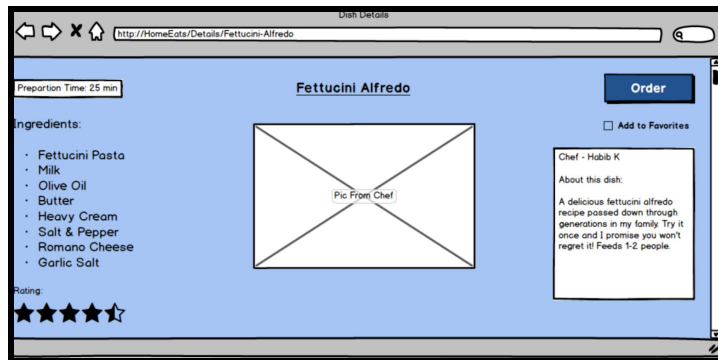 Dish Details
http://HomeEats/Details/Fettucini-Alfredo
Prepartion Time: 25 min
Fettucini Alfredo
Order
Ingredients:
Add to Favorites
· Fettucini Pasta
· Milk
· Olive Oil
· Butter
· Heavy Cream
· Salt & Pepper
· Romano Cheese
· Garlic Salt
Pic From Chef
Chef - Habib K
About this dish:
A delicious fettucini alfredo
recipe passed down through
generations in my family. Try it
once and I promise you won't
regret it! Feeds 1-2 people.
Rating: